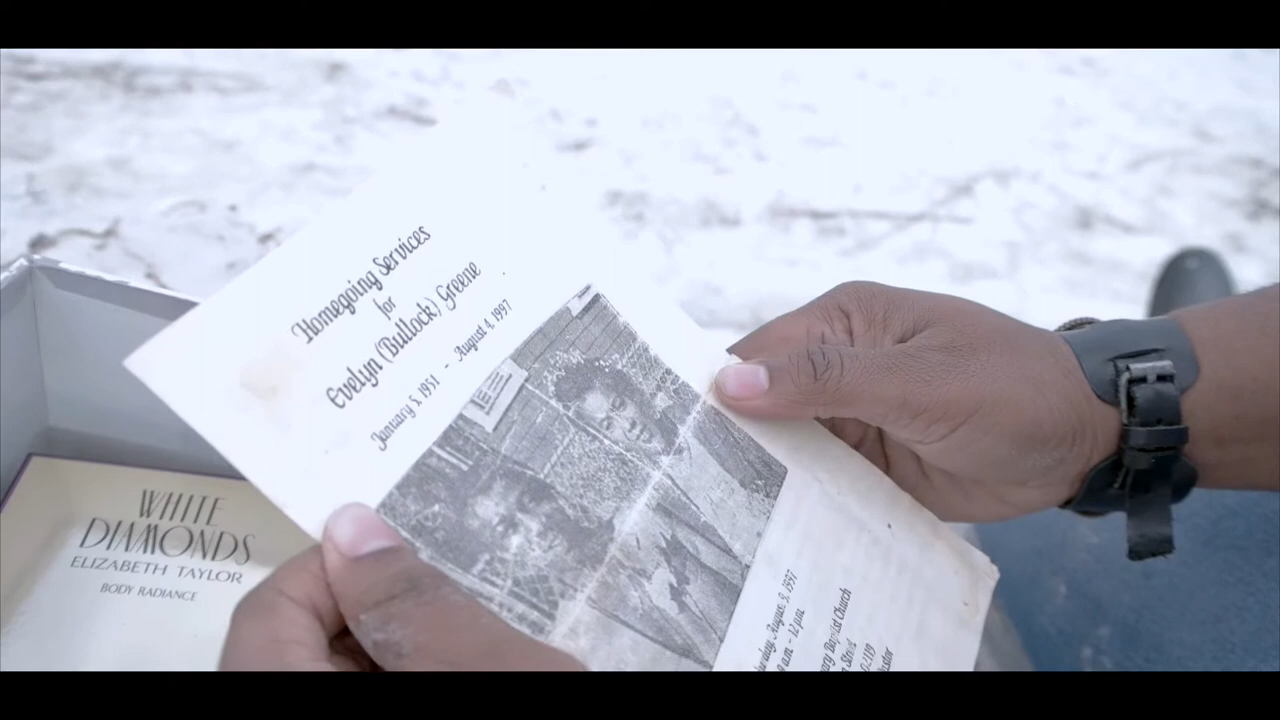 Homegoing Services
for
Evelyn (Bullock) Greene
January 5, 1951 - August 4, 1997
August 9, 1997
a.m. - 12 p.m.
Baptist Church
WHITE
DIAMONDS
ELIZABETH TAYLOR
BODY RADIANCE